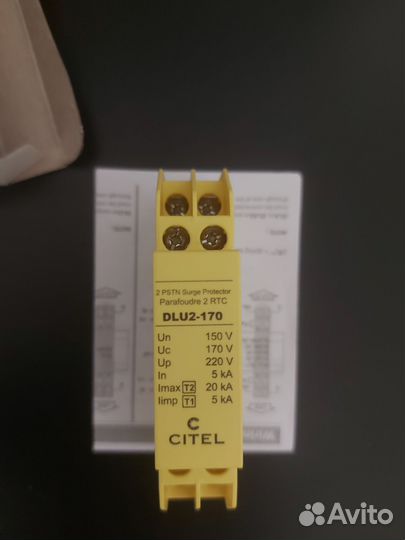 2 PSTN Surge Protector
Parafoudre 2 RTC
DLU2-170
Un 150 V
Uc 170 V
Up 220 V
In 5 kA
Imax T2 20 kA
Iimp T1 5 kA
C
CITEL
Avito